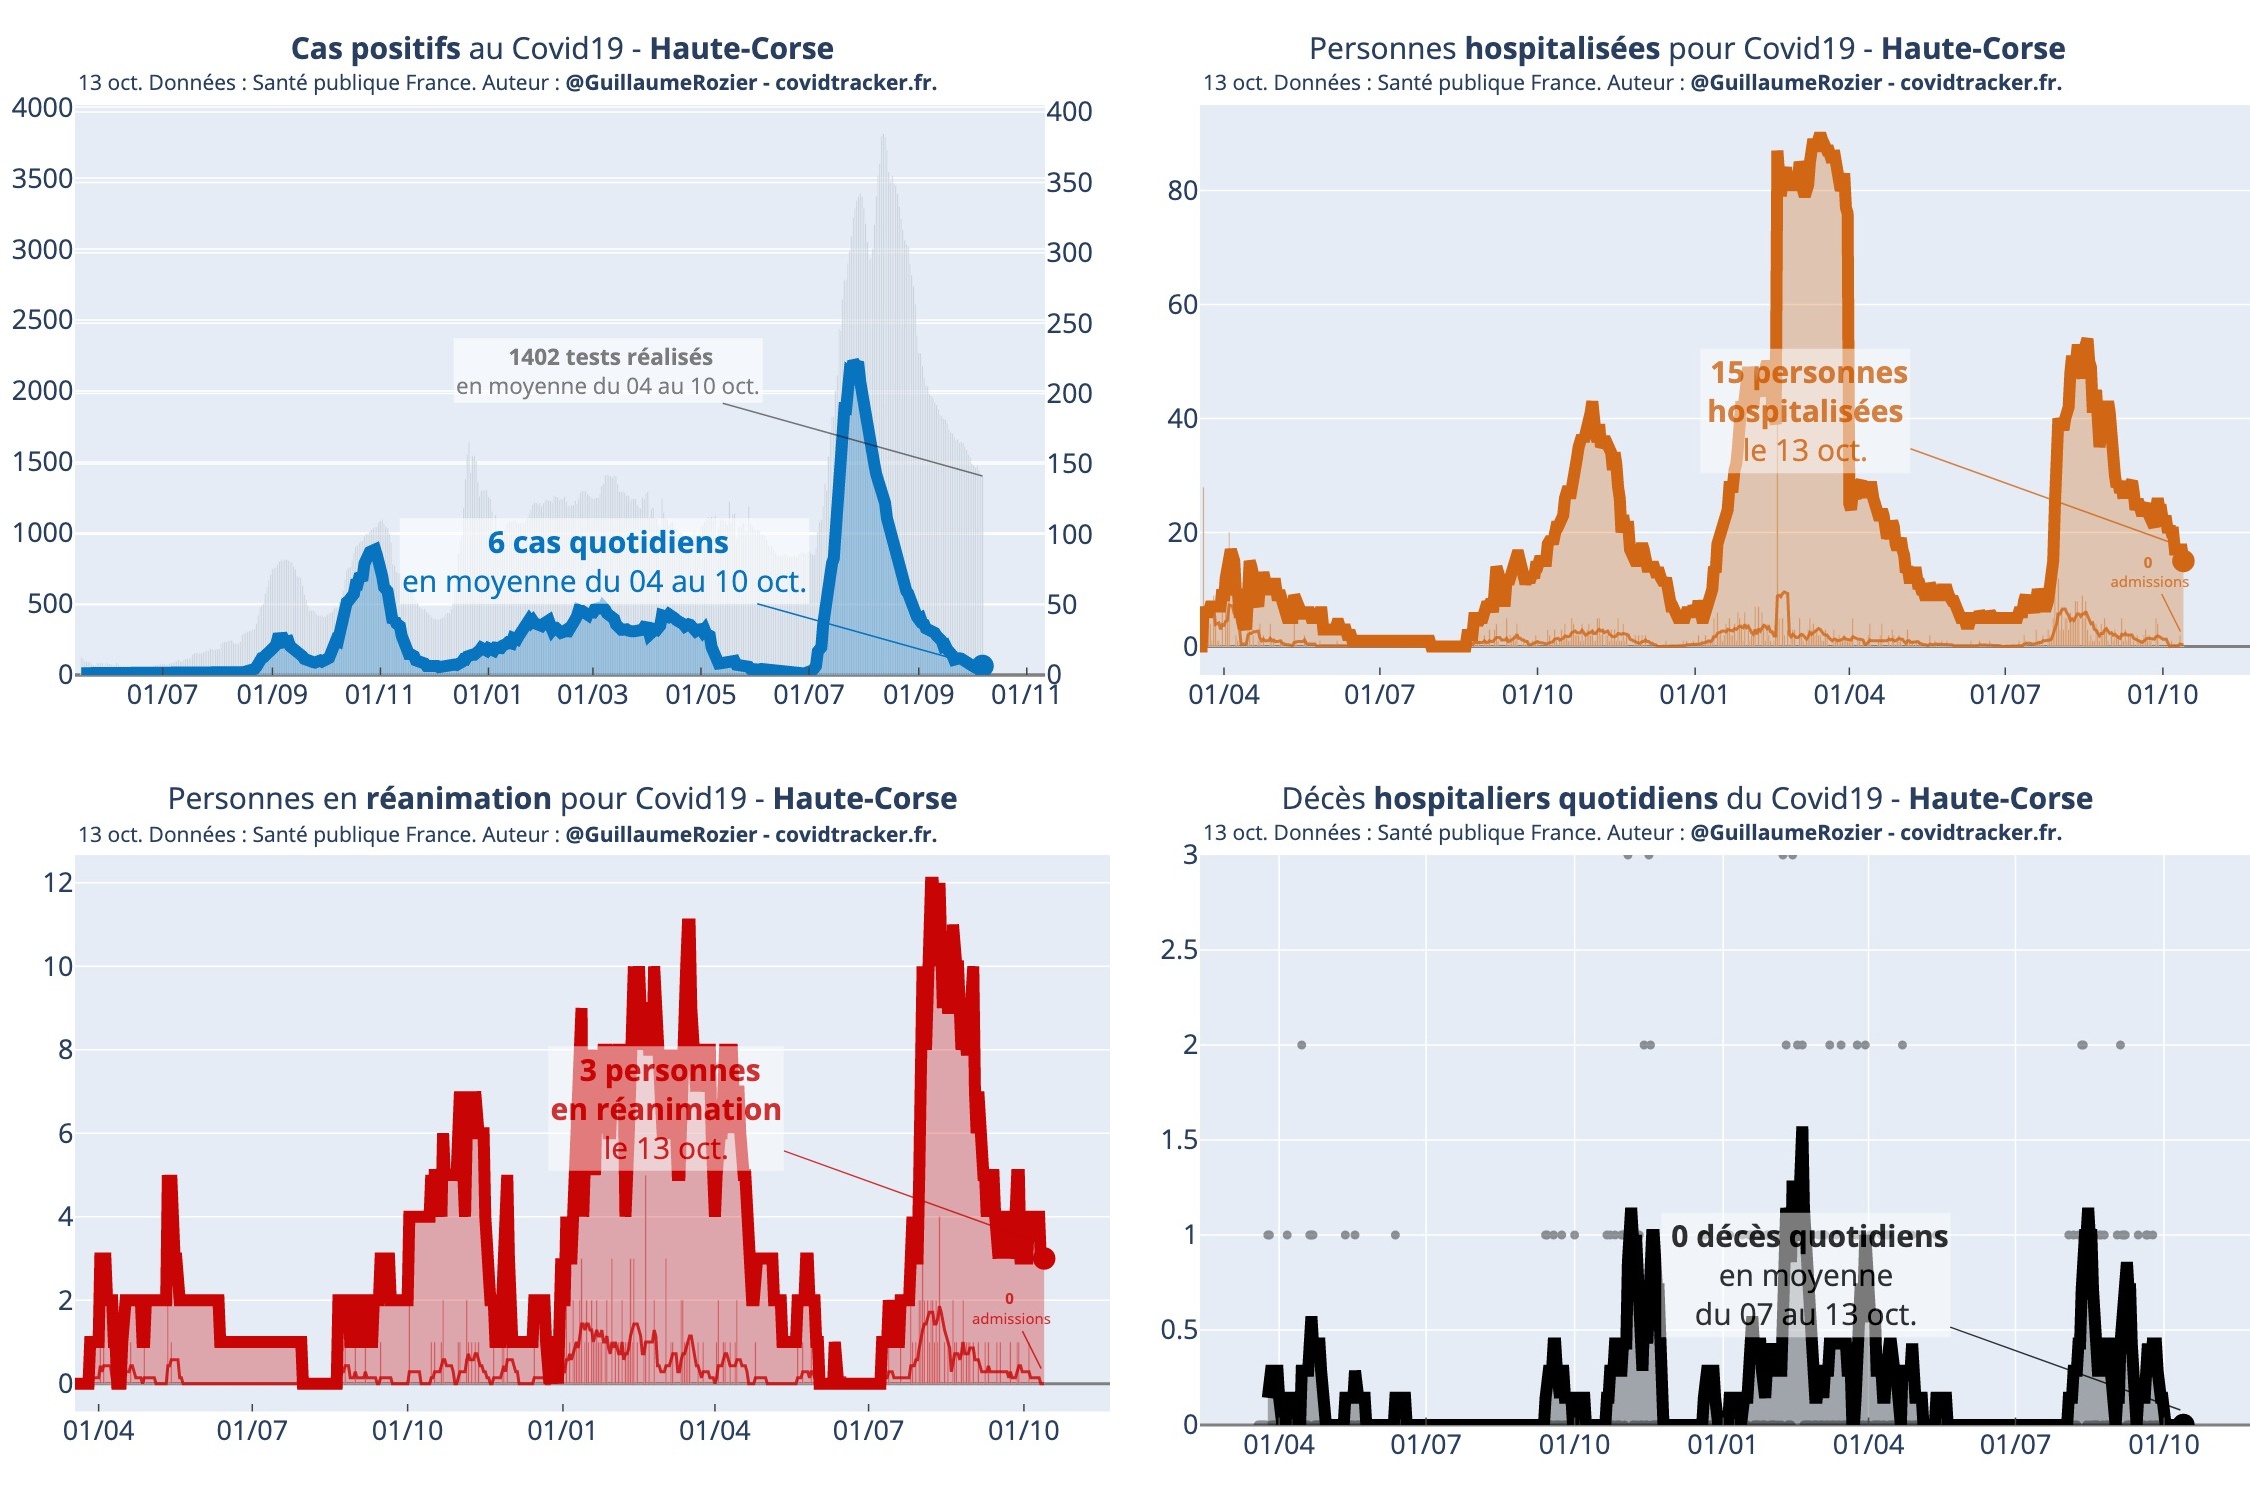 Cas positifs au Covid19 - Haute-Corse
13 oct. Données : Santé publique France. Auteur : @GuillaumeRozier - covidtracker.fr.
4000
3500
3000
2500
2000
1500
1000
500
0
400
350
300
250
200
150
100
50
0
1402 tests réalisés
en moyenne du 04 au 10 oct.
6 cas quotidiens
en moyenne du 04 au 10 oct.
01/07 01/09 01/11 01/01 01/03 01/05 01/07 01/09 01/11
Personnes hospitalisées pour Covid19 - Haute-Corse
13 oct. Données : Santé publique France. Auteur : @GuillaumeRozier - covidtracker.fr.
80
60
40
20
0
15 personnes
hospitalisées
le 13 oct.
0
admissions
01/04 01/07 01/10 01/01 01/04 01/07 01/10
Personnes en réanimation pour Covid19 - Haute-Corse
13 oct. Données : Santé publique France. Auteur : @GuillaumeRozier - covidtracker.fr.
12
10
8
6
4
2
0
3 personnes
en réanimation
le 13 oct.
0
admissions
01/04 01/07 01/10 01/01 01/04 01/07 01/10
Décès hospitaliers quotidiens du Covid19 - Haute-Corse
13 oct. Données : Santé publique France. Auteur : @GuillaumeRozier - covidtracker.fr.
3
2.5
2
1.5
1
0.5
0
0 décès quotidiens
en moyenne
du 07 au 13 oct.
01/04 01/07 01/10 01/01 01/04 01/07 01/10